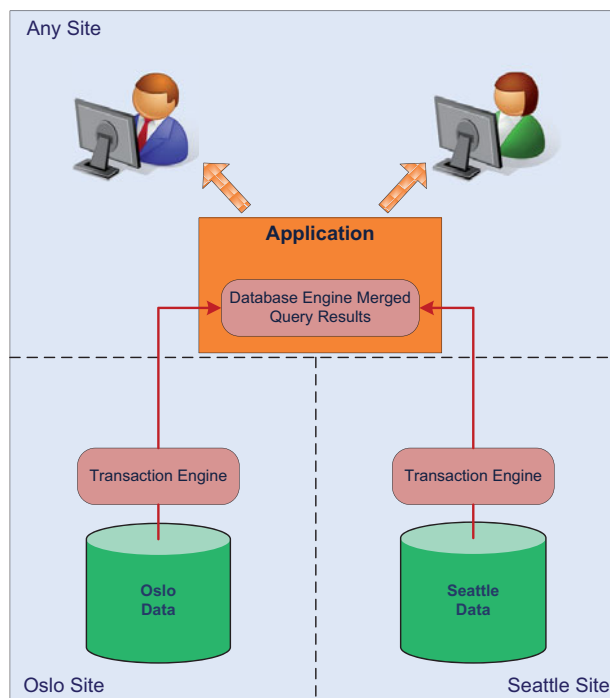 Any Site
Application
Database Engine Merged
Query Results
Transaction Engine
Transaction Engine
Oslo
Data
Seattle
Data
Oslo Site
Seattle Site